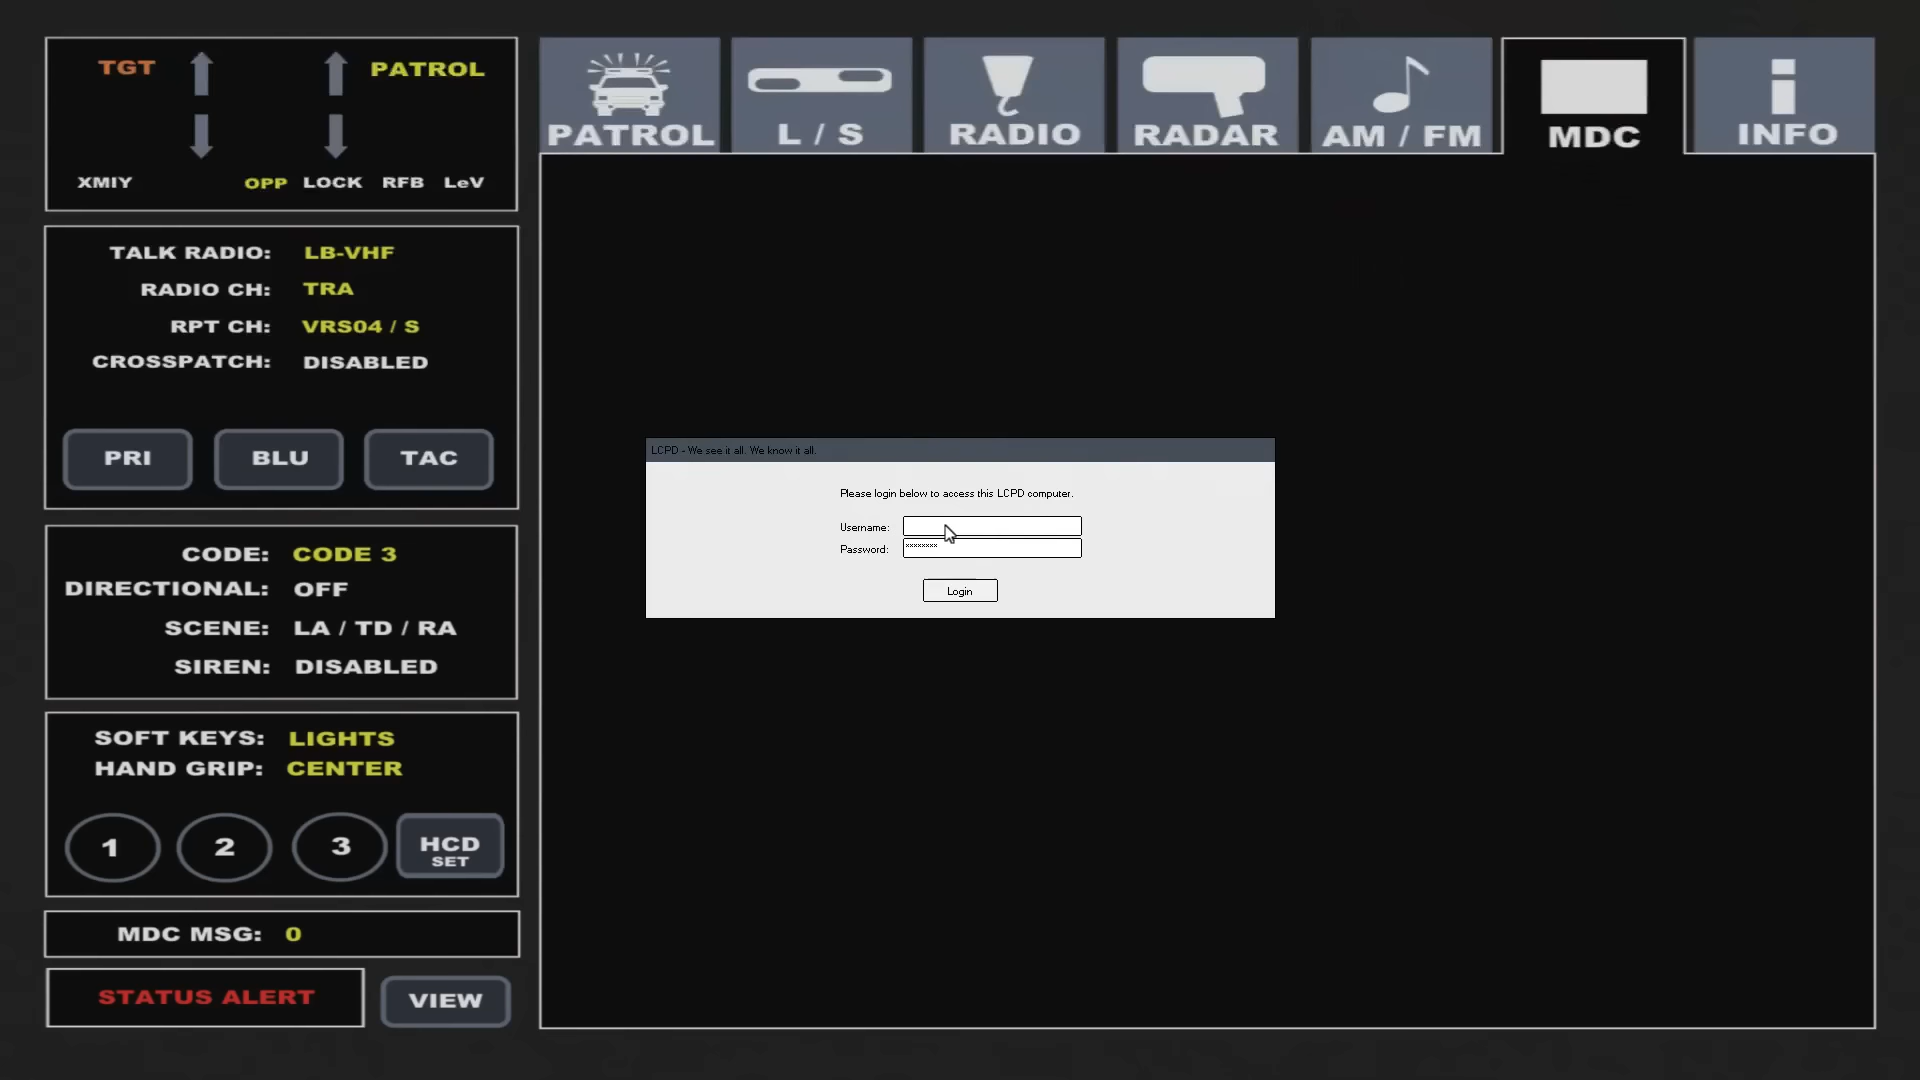 TGT PATROL
XMIY OPP LOCK RFB LeV
TALK RADIO: LB-VHF
RADIO CH: TRA
RPT CH: VRS04 / S
CROSSPATCH: DISABLED
PRI BLU TAC
CODE: CODE 3
DIRECTIONAL: OFF
SCENE: LA / TD / RA
SIREN: DISABLED
SOFT KEYS: LIGHTS
HAND GRIP: CENTER
1 2 3 HCD
SET
MDC MSG: 0
STATUS ALERT VIEW
PATROL L / S RADIO RADAR AM / FM MDC INFO
LCPD - We see it all. We know it all.
Please login below to access this LCPD computer.
Username:
Password: ********
Login